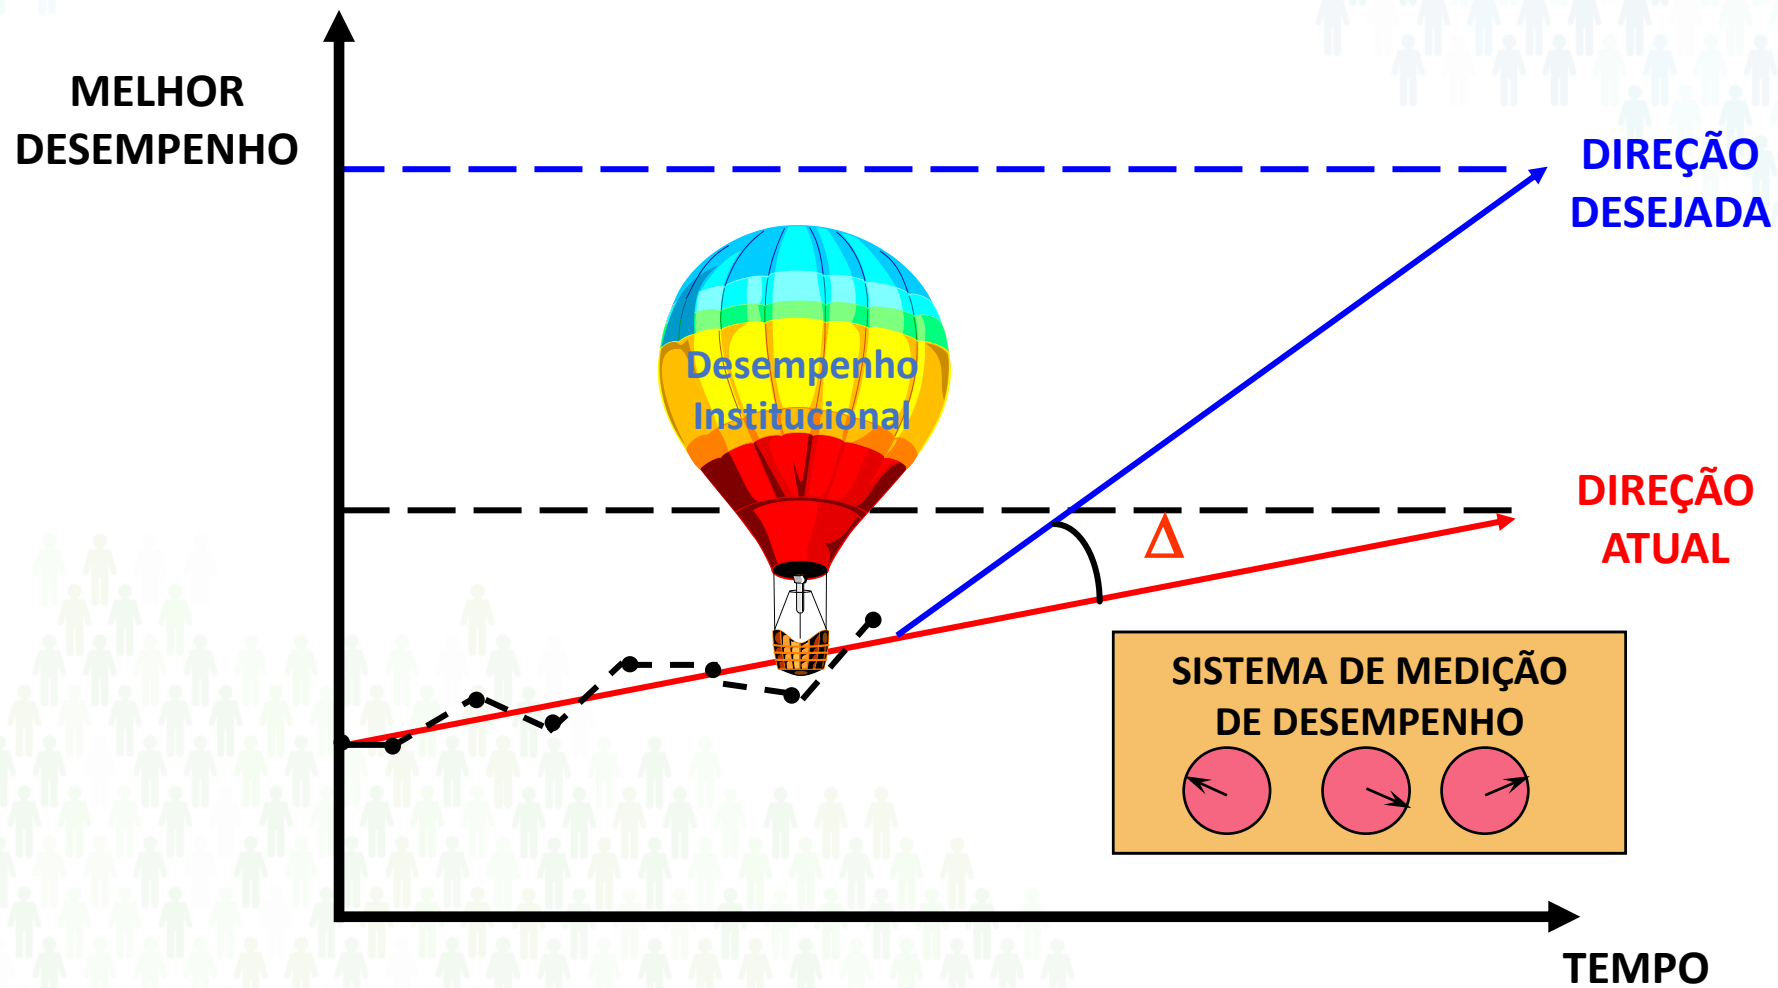 MELHOR
DESEMPENHO
DIREÇÃO
DESEJADA
Desempenho
Institucional
DIREÇÃO
ATUAL
Δ
SISTEMA DE MEDIÇÃO
DE DESEMPENHO
TEMPO